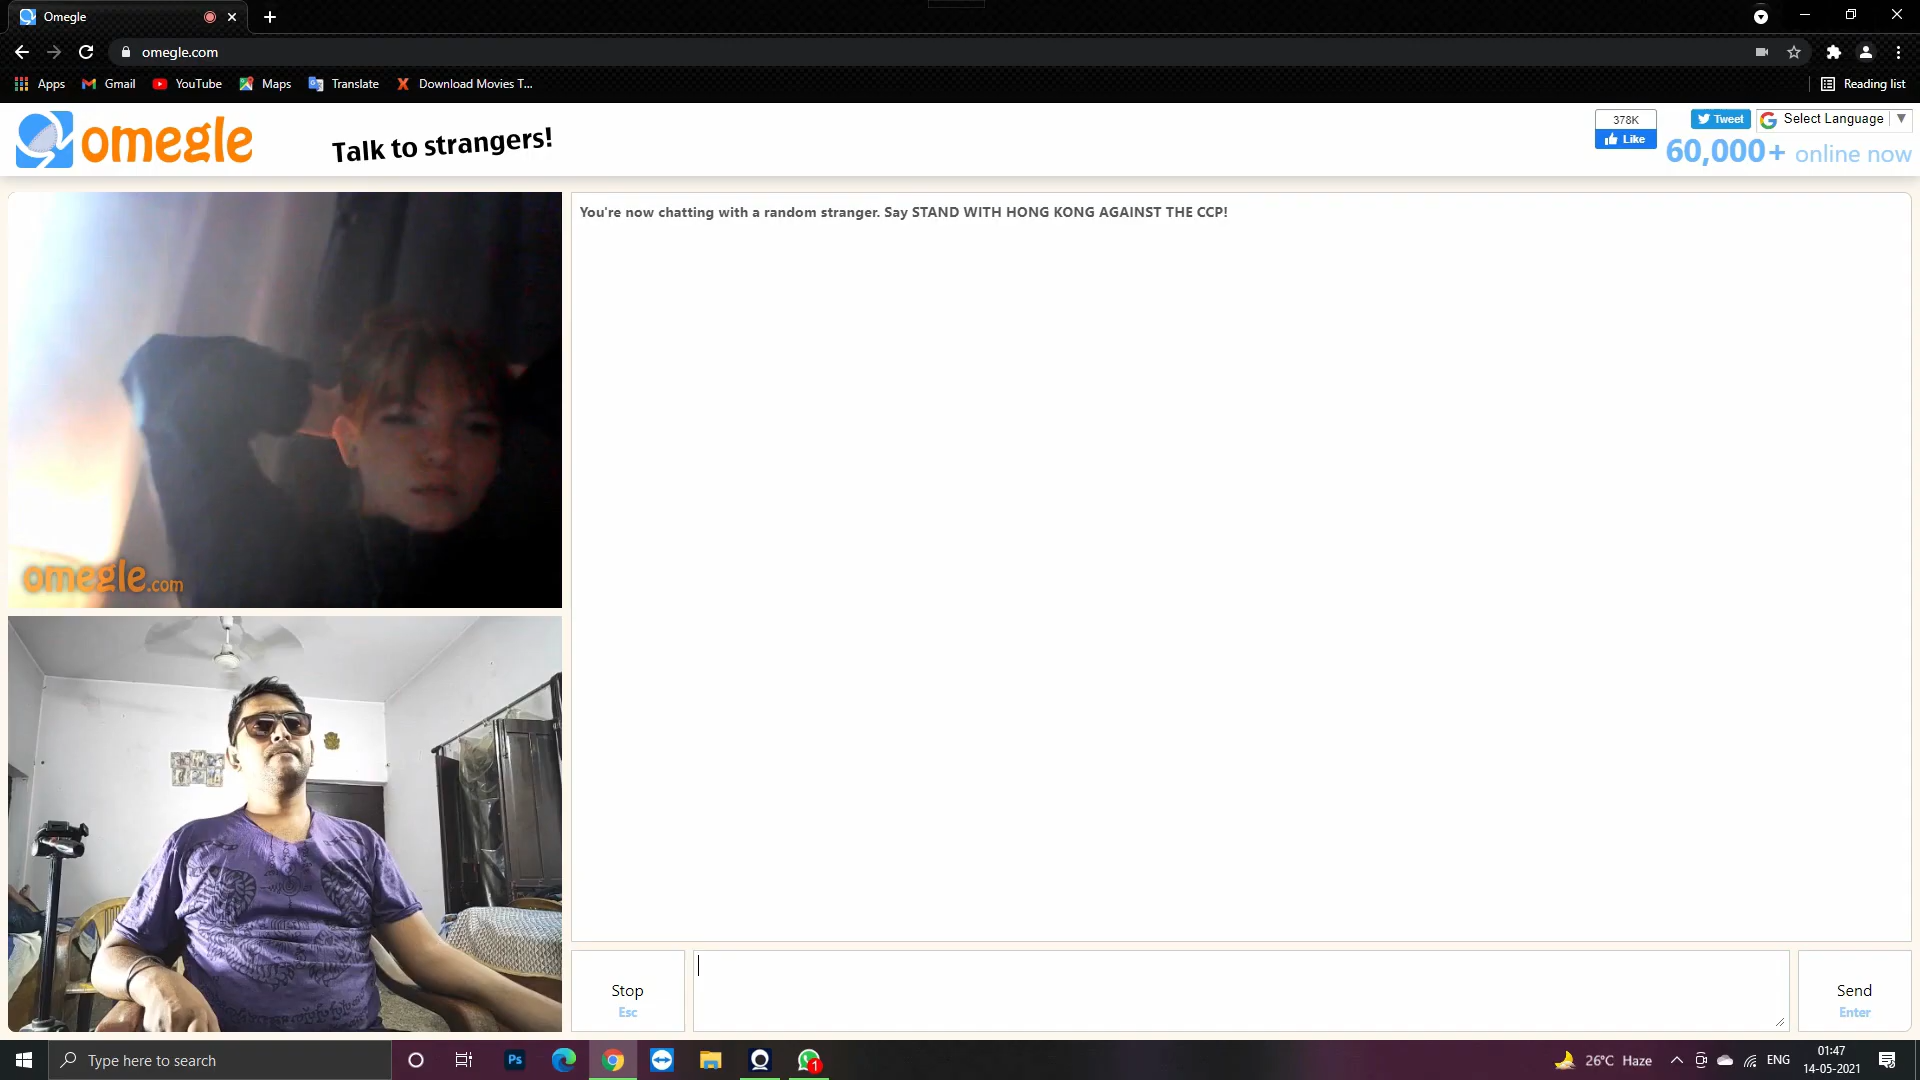 Omegle
omegle.com
Apps
Gmail
YouTube
Maps
Translate
Download Movies T...
Reading list
omegle
Talk to strangers!
378K
Like
Tweet
Select Language
60,000+ online now
You're now chatting with a random stranger. Say STAND WITH HONG KONG AGAINST THE CCP!
omegle.com
Stop
Esc
Send
Enter
Type here to search
Ps
1
26°C Haze
ENG
01:47
14-05-2021